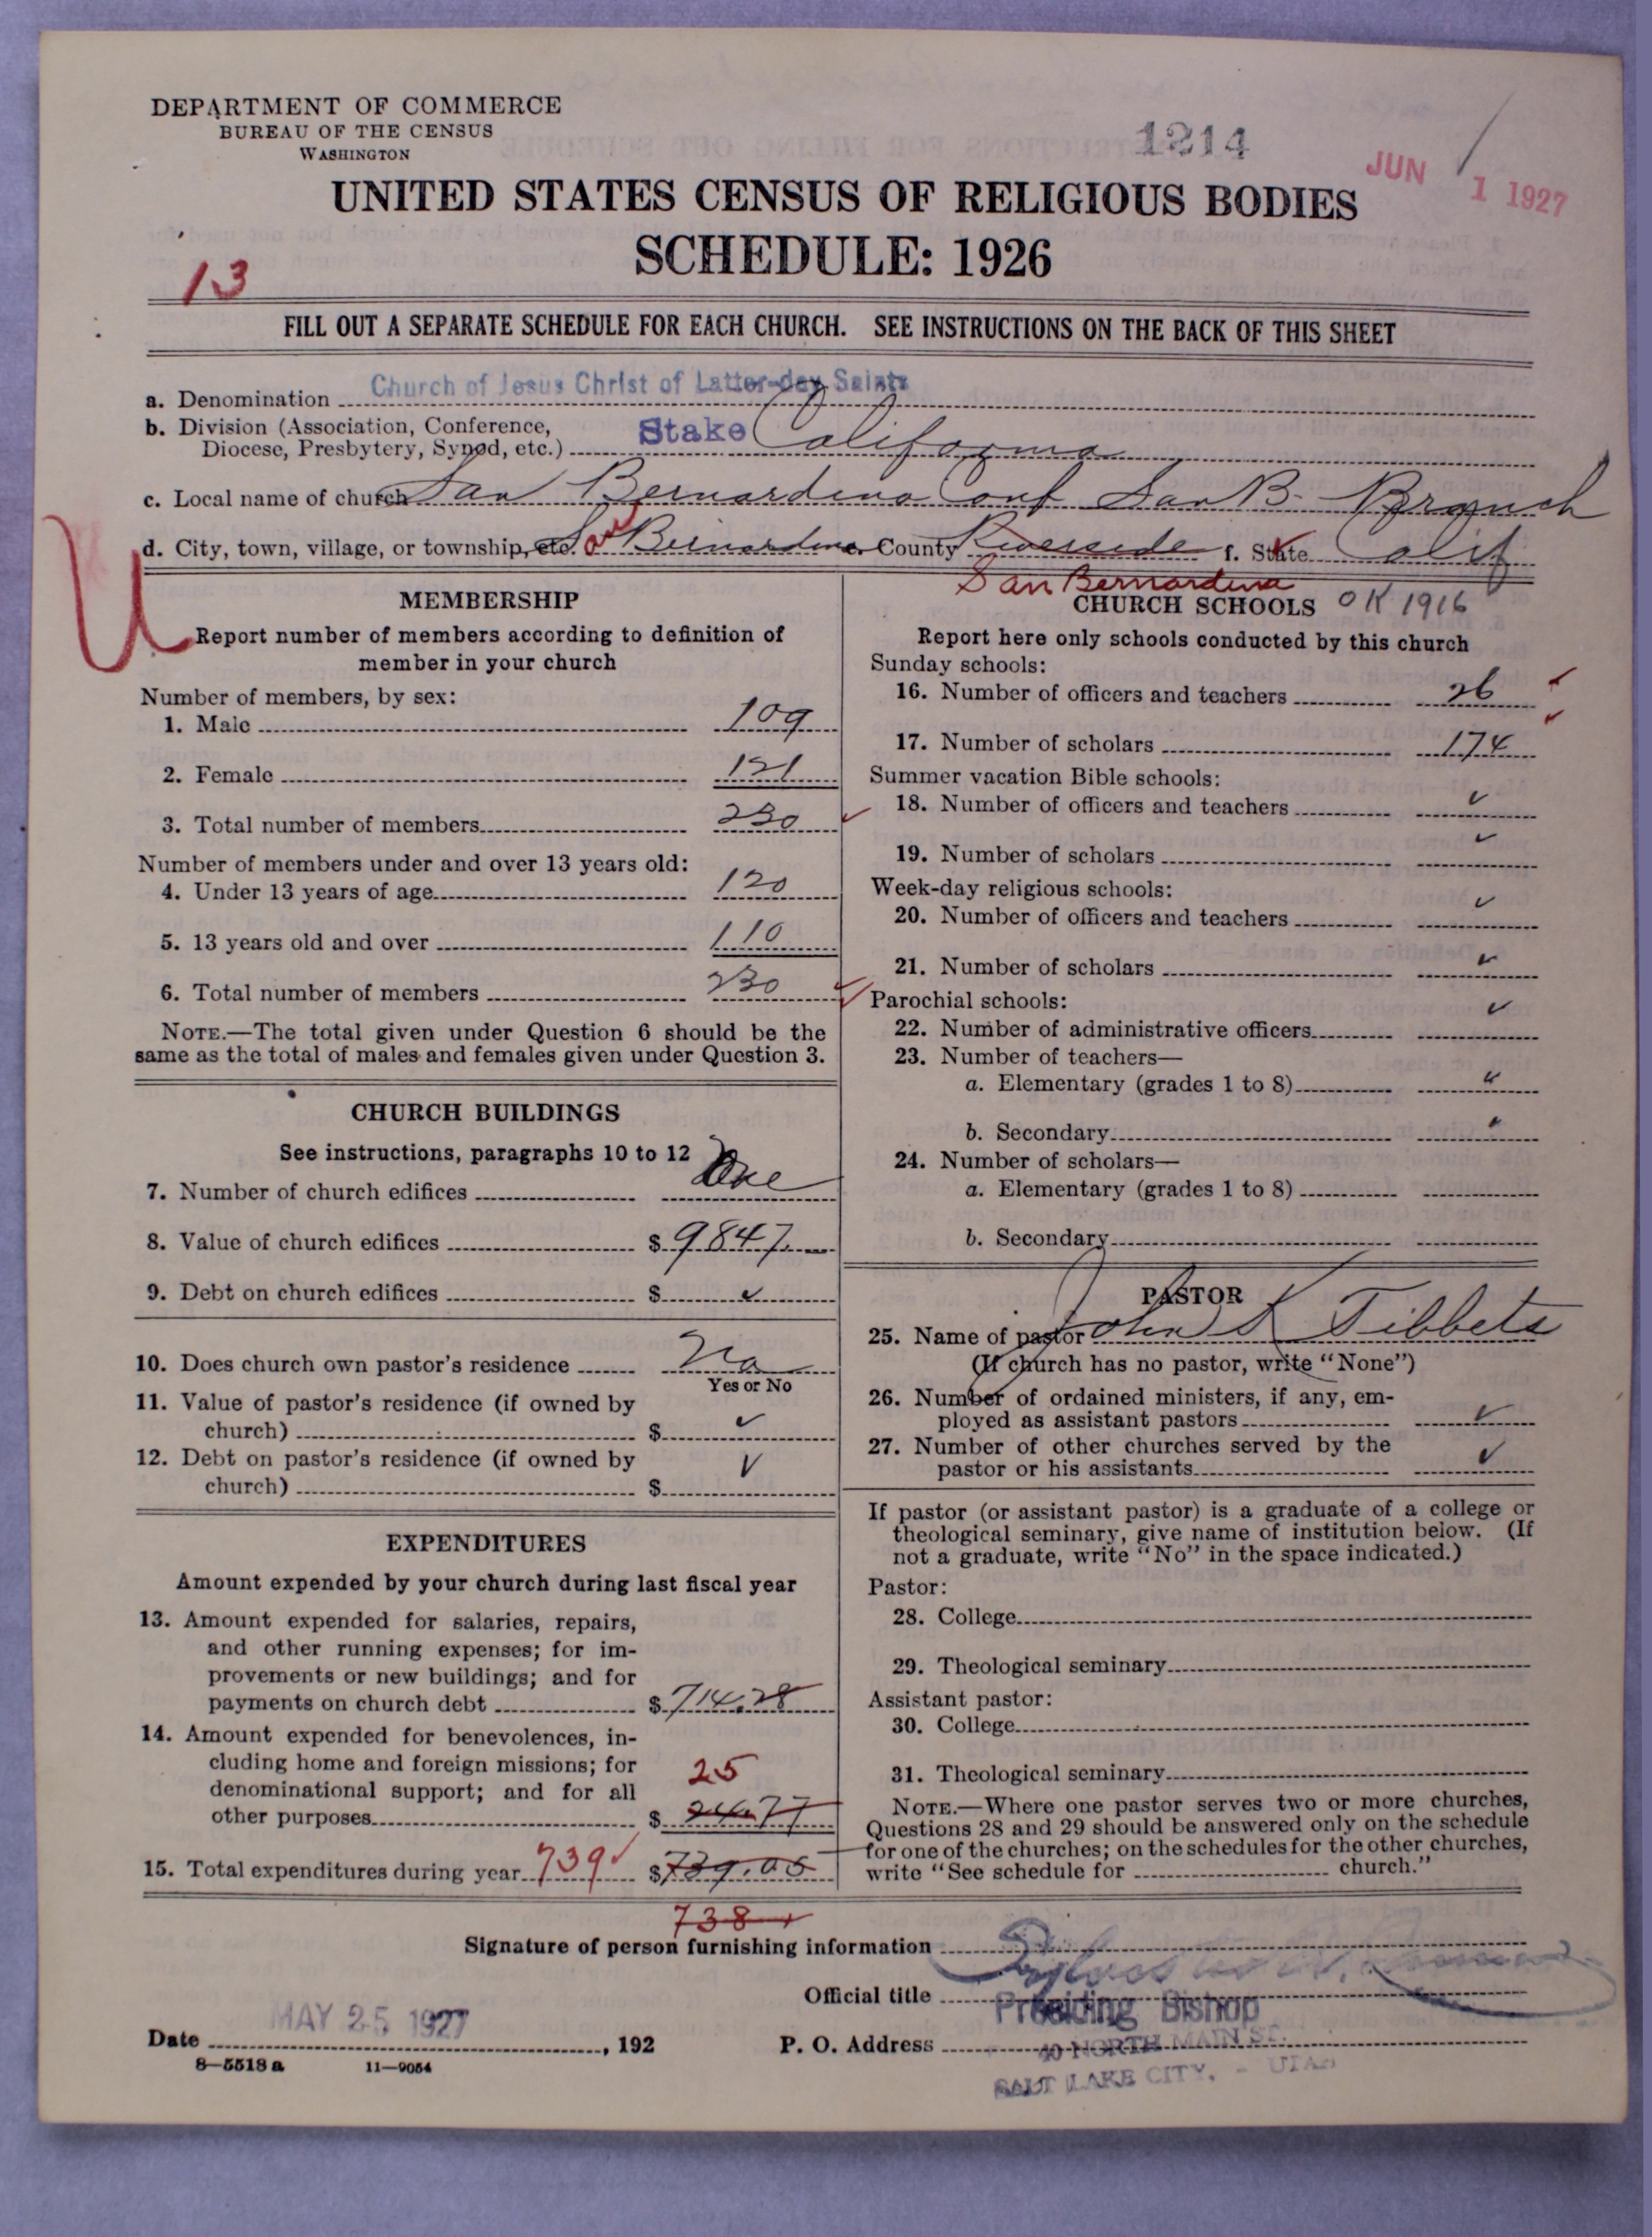 DEPARTMENT OF COMMERCE
BUREAU OF THE CENSUS
WASHINGTON
1214
JUN 1 1927
UNITED STATES CENSUS OF RELIGIOUS BODIES
SCHEDULE: 1926
13
FILL OUT A SEPARATE SCHEDULE FOR EACH CHURCH. SEE INSTRUCTIONS ON THE BACK OF THIS SHEET
a. Denomination Church of Jesus Christ of Latter-day Saints
b. Division (Association, Conference,
Diocese, Presbytery, Synod, etc.) Stake California
c. Local name of church San Bernardino Conf San B. Branch
d. City, town, village, or township, etc. San Bernardino e. County Riverside f. State Calif
San Bernardino
MEMBERSHIP
Report number of members according to definition of
member in your church
Number of members, by sex:
1. Male 109
2. Female 121
3. Total number of members 230
Number of members under and over 13 years old:
4. Under 13 years of age 120
5. 13 years old and over 110
6. Total number of members 230
NOTE.—The total given under Question 6 should be the
same as the total of males and females given under Question 3.
CHURCH BUILDINGS
See instructions, paragraphs 10 to 12
7. Number of church edifices One
8. Value of church edifices $ 9847.—
9. Debt on church edifices $ ✓
10. Does church own pastor's residence No
Yes or No
11. Value of pastor's residence (if owned by
church) $ ✓
12. Debt on pastor's residence (if owned by
church) $ ✓
EXPENDITURES
Amount expended by your church during last fiscal year
13. Amount expended for salaries, repairs,
and other running expenses; for im-
provements or new buildings; and for
payments on church debt $ 714.28
14. Amount expended for benevolences, in-
cluding home and foreign missions; for
denominational support; and for all
25
other purposes $ 24.77
15. Total expenditures during year 739 ✓ $ 739.05
738
CHURCH SCHOOLS OK 1916
Report here only schools conducted by this church
Sunday schools:
16. Number of officers and teachers 26
17. Number of scholars 174
Summer vacation Bible schools:
18. Number of officers and teachers ✓
19. Number of scholars ✓
Week-day religious schools:
20. Number of officers and teachers ✓
21. Number of scholars ✓
Parochial schools:
22. Number of administrative officers ✓
23. Number of teachers—
a. Elementary (grades 1 to 8) ✓
b. Secondary ✓
24. Number of scholars—
a. Elementary (grades 1 to 8)
b. Secondary
PASTOR
25. Name of pastor John K Tibbets
(If church has no pastor, write "None")
26. Number of ordained ministers, if any, em-
ployed as assistant pastors ✓
27. Number of other churches served by the
pastor or his assistants ✓
If pastor (or assistant pastor) is a graduate of a college or
theological seminary, give name of institution below. (If
not a graduate, write "No" in the space indicated.)
Pastor:
28. College
29. Theological seminary
Assistant pastor:
30. College
31. Theological seminary
NOTE.—Where one pastor serves two or more churches,
Questions 28 and 29 should be answered only on the schedule
for one of the churches; on the schedules for the other churches,
write "See schedule for church."
Signature of person furnishing information
Official title Presiding Bishop
Date MAY 25 1927, 192
P. O. Address 40 NORTH MAIN ST.
SALT LAKE CITY, - UTAH
8—5518 a 11—9054